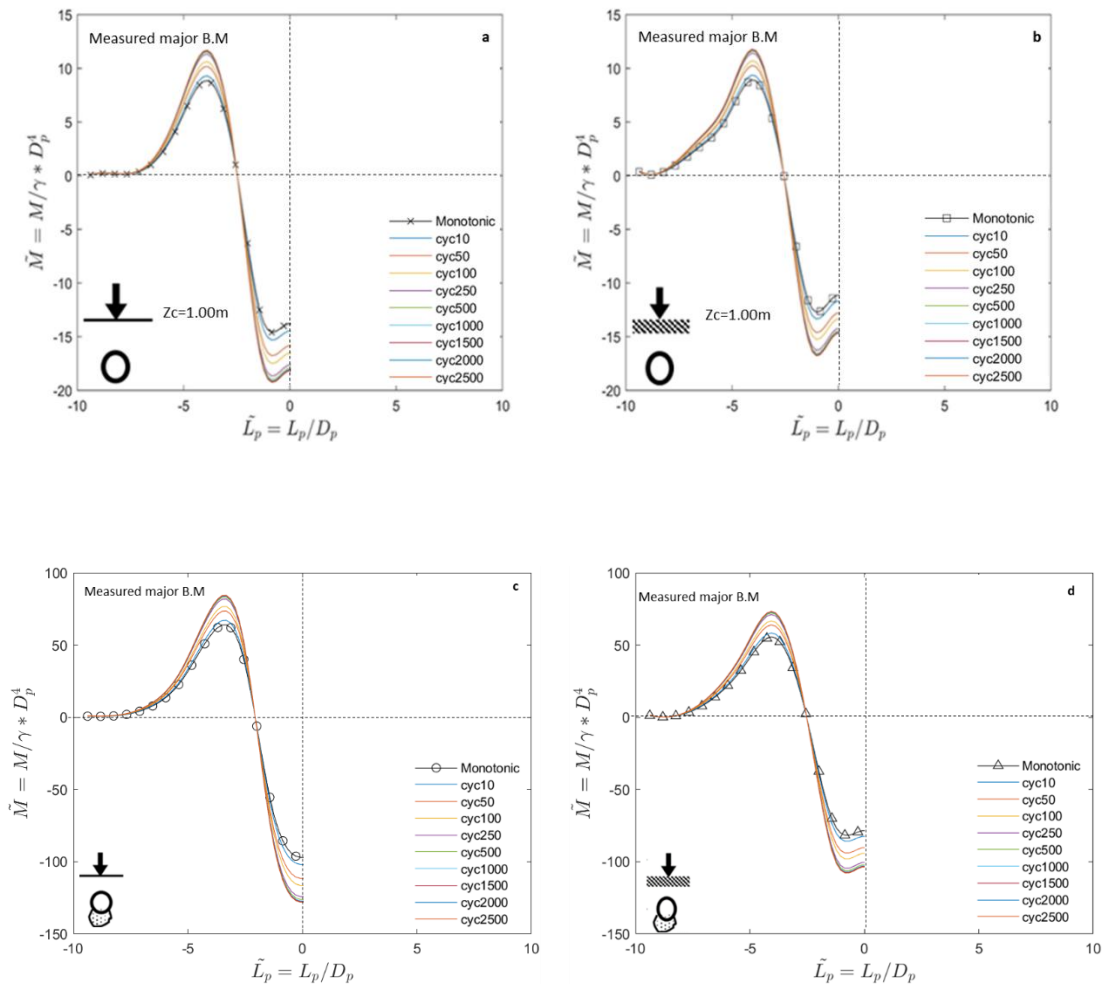 Measured major B.M
a
15
10
5
0
-5
-10
-15
-20
M̃ = M/γ * D_p^4
Zc=1.00m
Monotonic
cyc10
cyc50
cyc100
cyc250
cyc500
cyc1000
cyc1500
cyc2000
cyc2500
-10 -5 0 5 10
L̃_p = L_p/D_p
Measured major B.M
b
15
10
5
0
-5
-10
-15
-20
M̃ = M/γ * D_p^4
Zc=1.00m
Monotonic
cyc10
cyc50
cyc100
cyc250
cyc500
cyc1000
cyc1500
cyc2000
cyc2500
-10 -5 0 5 10
L̃_p = L_p/D_p
Measured major B.M
c
100
50
0
-50
-100
-150
M̃ = M/γ * D_p^4
Monotonic
cyc10
cyc50
cyc100
cyc250
cyc500
cyc1000
cyc1500
cyc2000
cyc2500
-10 -5 0 5 10
L̃_p = L_p/D_p
Measured major B.M
d
100
50
0
-50
-100
-150
M̃ = M/γ * D_p^4
Monotonic
cyc10
cyc50
cyc100
cyc250
cyc500
cyc1000
cyc1500
cyc2000
cyc2500
-10 -5 0 5 10
L̃_p = L_p/D_p